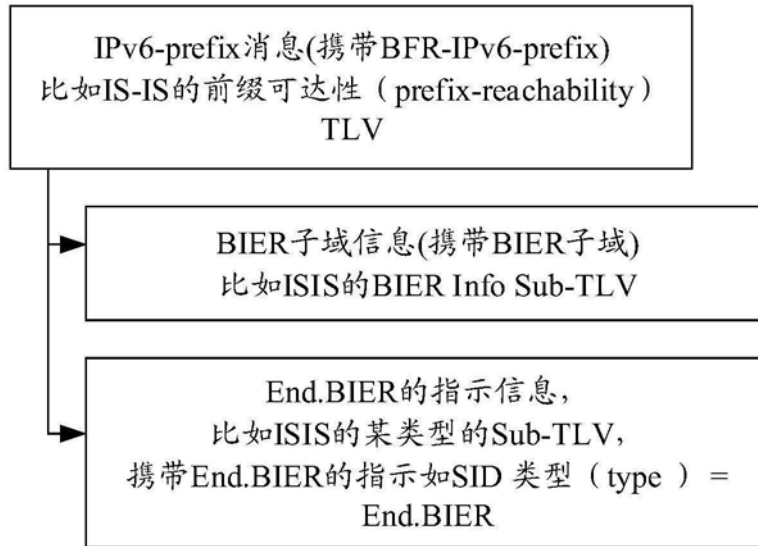 IPv6-prefix消息(携带BFR-IPv6-prefix)
比如IS-IS的前缀可达性（prefix-reachability）
TLV
BIER子域信息(携带BIER子域)
比如ISIS的BIER Info Sub-TLV
End.BIER的指示信息，
比如ISIS的某类型的Sub-TLV，
携带End.BIER的指示如SID 类型（type ）=
End.BIER